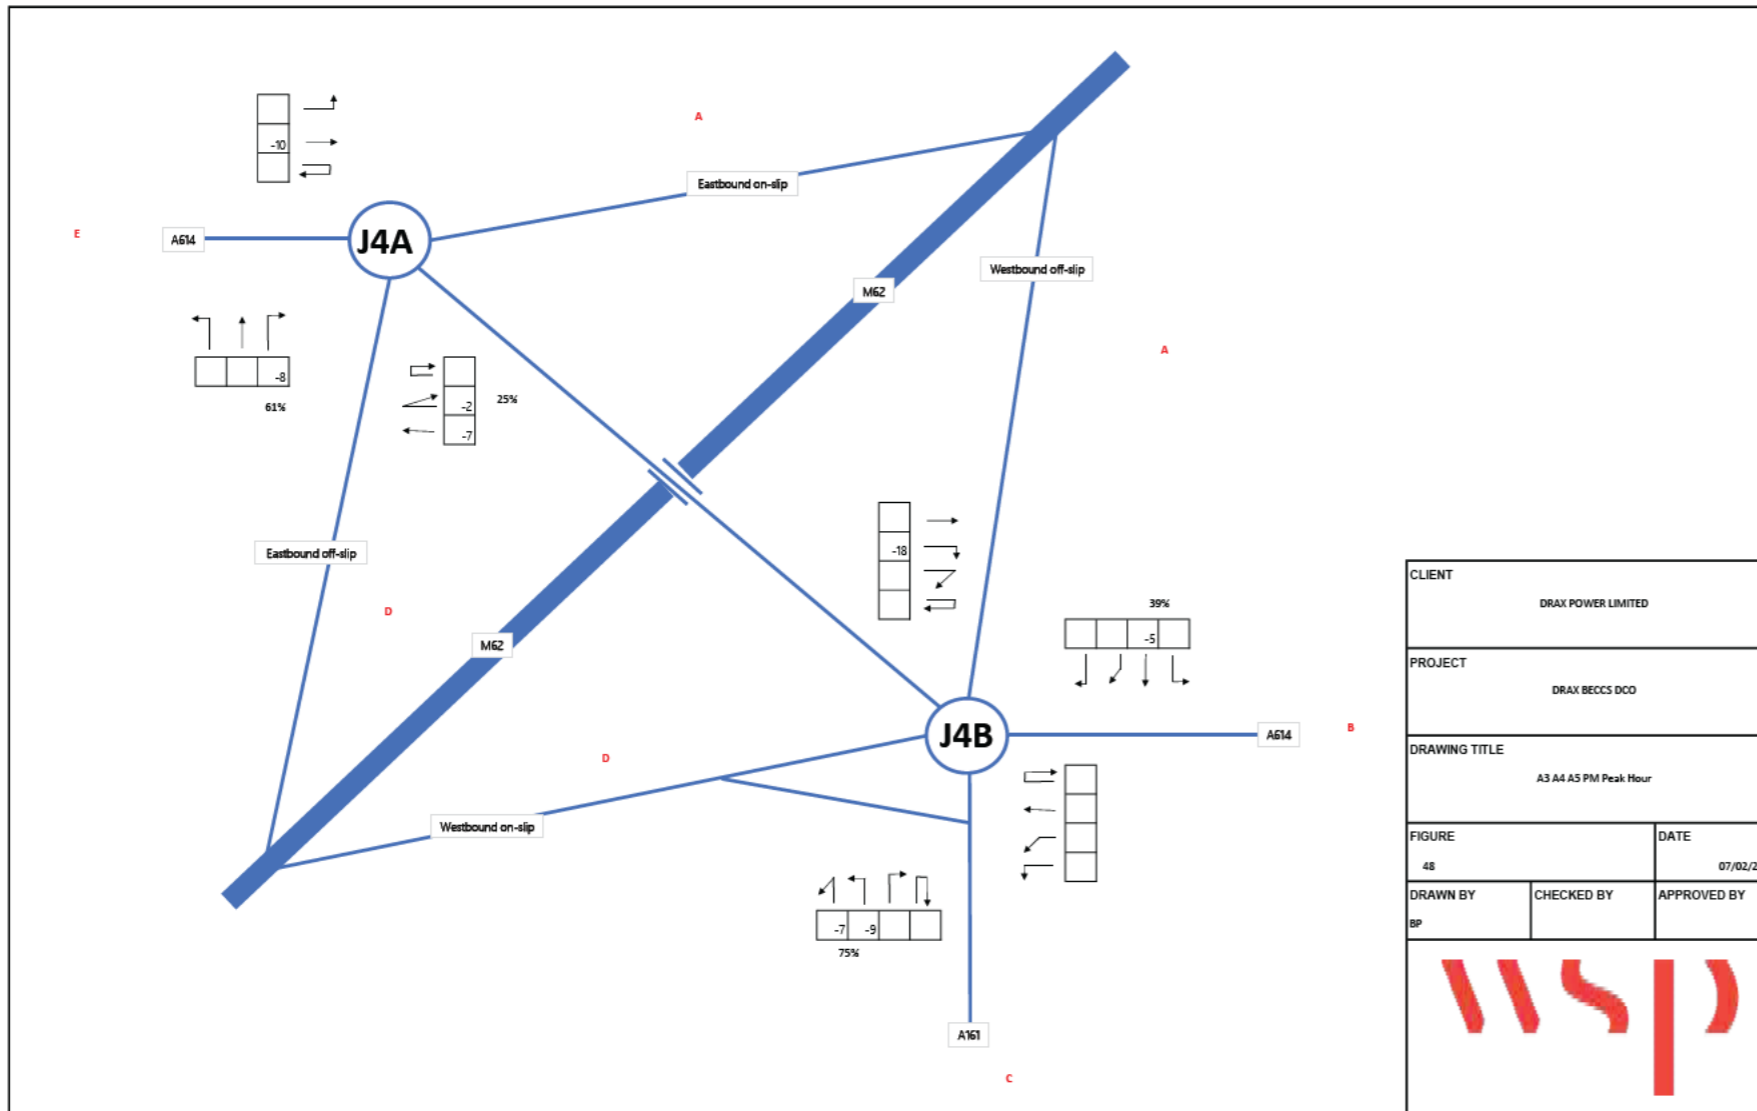 A
-10
Eastbound on-slip
E
A614
J4A
Westbound off-slip
M62
A
-8
61%
-2
25%
-7
-18
Eastbound off-slip
39%
D
-5
M62
J4B
A614
B
D
Westbound on-slip
-7 -9
75%
A161
C
CLIENT
DRAX POWER LIMITED
PROJECT
DRAX BECCS DCO
DRAWING TITLE
A3 A4 A5 PM Peak Hour
FIGURE DATE
48 07/02/2
DRAWN BY CHECKED BY APPROVED BY
BP
wsp